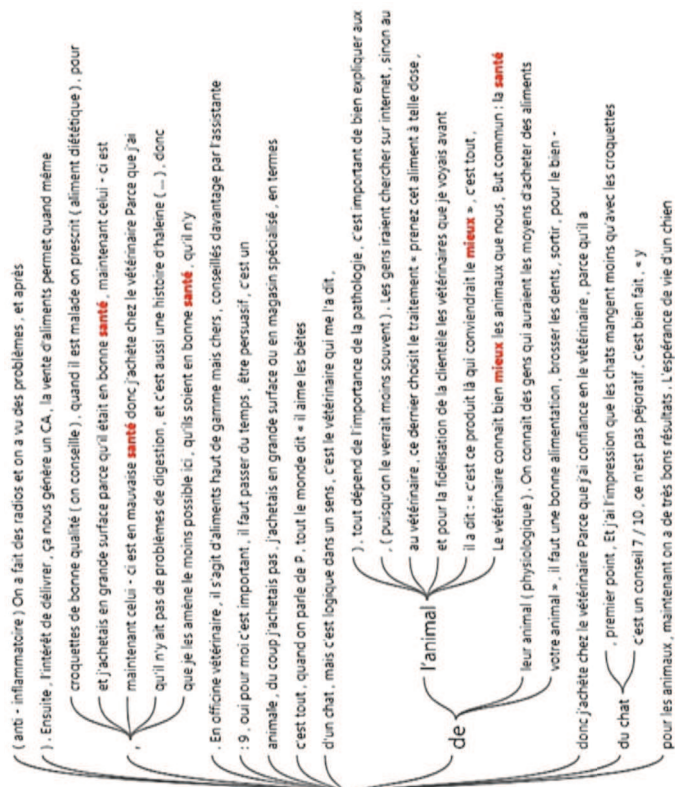 ( anti - inflammatoire ) On a fait des radios et on a vu des problèmes , et après
) . Ensuite , l'intérêt de délivrer , ça nous génère un CA , la vente d'aliments permet quand même
,
croquettes de bonne qualité ( on conseille ) , quand il est malade on prescrit ( aliment diététique ) , pour
et j'achetais en grande surface parce qu'il était en bonne santé , maintenant celui - ci est
maintenant celui - ci est en mauvaise santé donc j'achète chez le vétérinaire Parce que j'ai
qu'il n'y ait pas de problèmes de digestion , et c'est aussi une histoire d'haleine ( ... ) , donc
que je les amène le moins possible ici , qu'ils soient en bonne santé , qu'il n'y
. En officine vétérinaire , il s'agit d'aliments haut de gamme mais chers , conseillés davantage par l'assistante
: 9 , oui pour moi c'est important , il faut passer du temps , être persuasif , c'est un
animale , du coup j'achetais pas , j'achetais en grande surface ou en magasin spécialisé , en termes
c'est tout , quand on parle de P , tout le monde dit « il aime les bêtes
d'un chat , mais c'est logique dans un sens , c'est le vétérinaire qui me l'a dit ,
de
l'animal
) , tout dépend de l'importance de la pathologie , c'est important de bien expliquer aux
, ( puisqu'on le verrait moins souvent ) . Les gens iraient chercher sur internet , sinon au
au vétérinaire , ce dernier choisit le traitement « prenez cet aliment à telle dose ,
et pour la fidélisation de la clientèle les vétérinaires que je voyais avant
il a dit : « c'est ce produit là qui conviendrait le mieux » , c'est tout ,
Le vétérinaire connait bien mieux les animaux que nous , But commun : la santé
leur animal ( physiologique ) . On connaît des gens qui auraient les moyens d'acheter des aliments
votre animal » , il faut une bonne alimentation , brosser les dents , sortir , pour le bien -
donc j'achète chez le vétérinaire Parce que j'ai confiance en le vétérinaire , parce qu'il a
du chat
, premier point , Et j'ai l'impression que les chats mangent moins qu'avec les croquettes
c'est un conseil 7 / 10 , ce n'est pas péjoratif , c'est bien fait , « y
pour les animaux , maintenant on a de très bons résultats , L'espérance de vie d'un chien